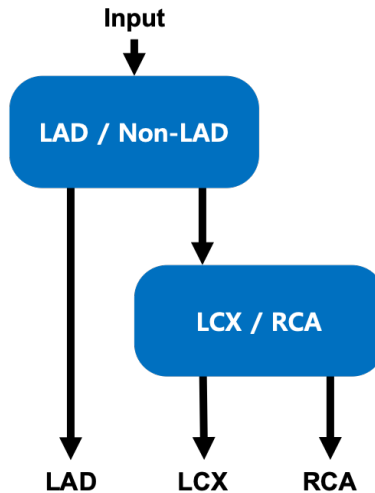 Input
LAD / Non-LAD
LCX / RCA
LAD LCX RCA